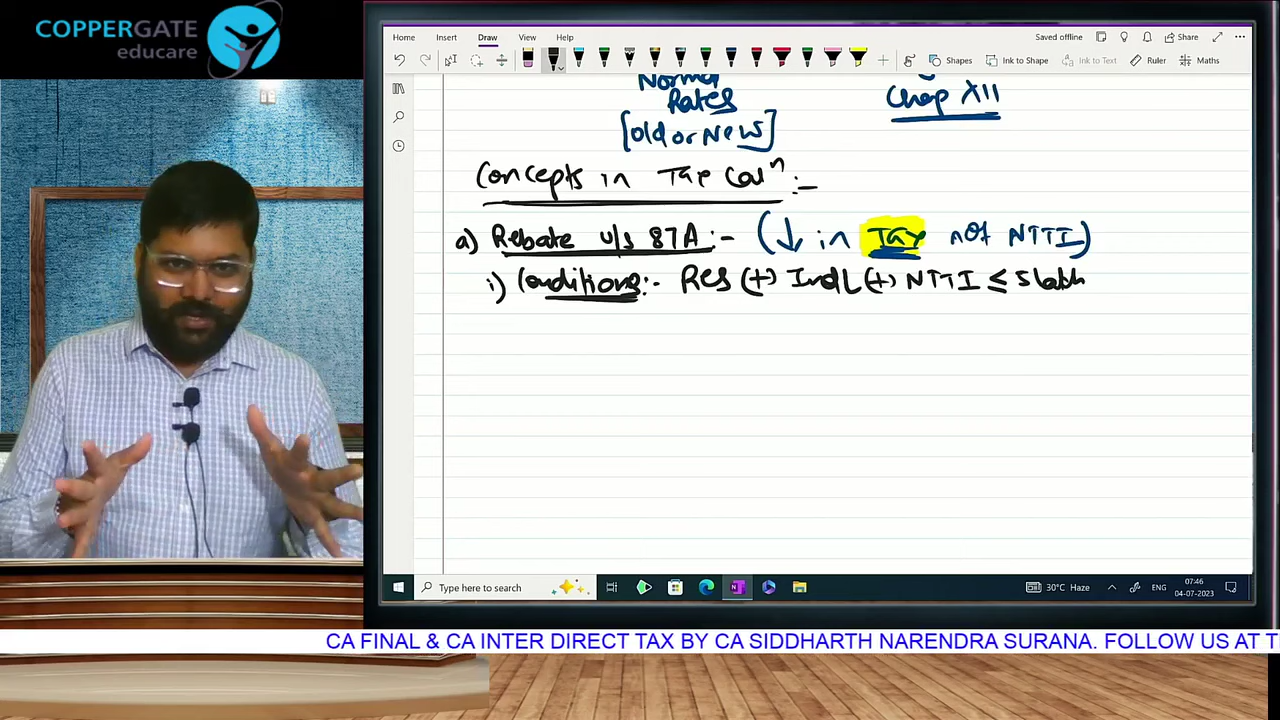 COPPERGATE
educare
Home Insert Draw View Help
Saved offline Share
Shapes Ink to Shape Ink to Text Ruler Maths
Normal
Rates
[old or New]
Chap XII
Concepts in Tax Calⁿ :-
a) Rebate u/s 87A :- (↓ in Tax not NTTI)
i) Conditions:- Res (+) Indl (+) NTTI ≤ 5 lakh
Type here to search
30°C Haze
ENG
07:46
04-07-2023
CA FINAL & CA INTER DIRECT TAX BY CA SIDDHARTH NARENDRA SURANA. FOLLOW US AT T